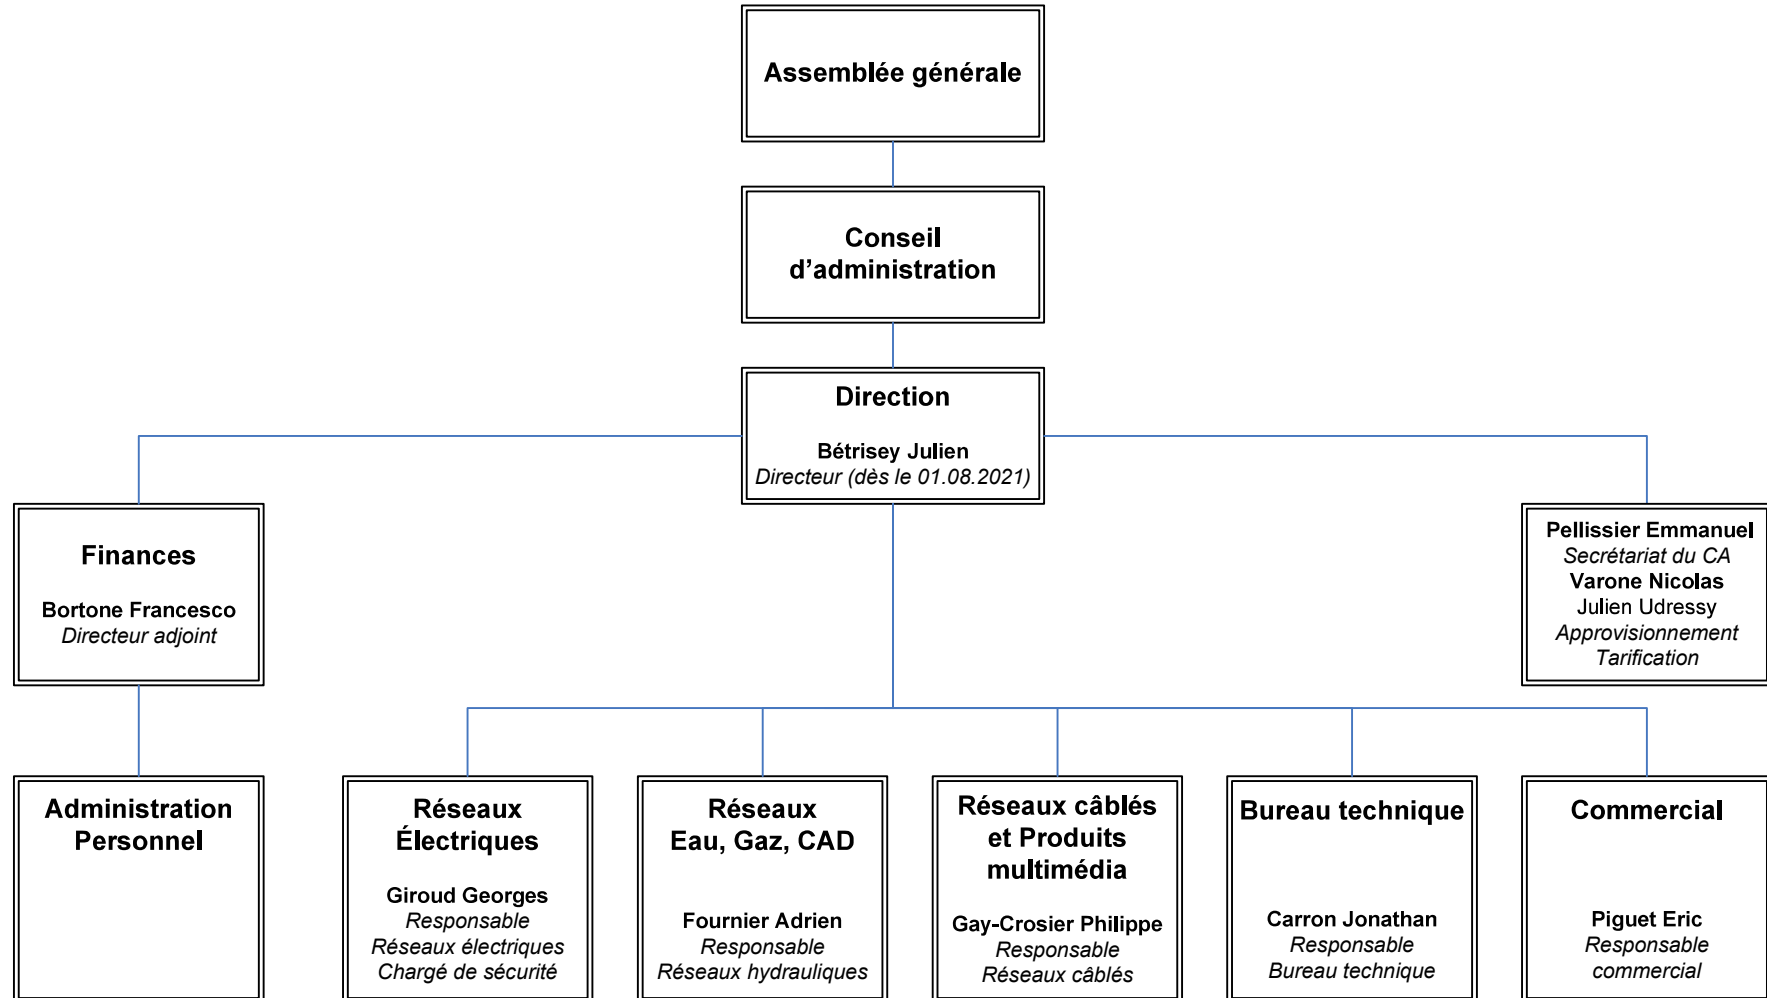 Assemblée générale
Conseil
d’administration
Direction
Bétrisey Julien
Directeur (dès le 01.08.2021)
Finances
Bortone Francesco
Directeur adjoint
Pellissier Emmanuel
Secrétariat du CA
Varone Nicolas
Julien Udressy
Approvisionnement
Tarification
Administration
Personnel
Réseaux
Électriques
Giroud Georges
Responsable
Réseaux électriques
Chargé de sécurité
Réseaux
Eau, Gaz, CAD
Fournier Adrien
Responsable
Réseaux hydrauliques
Réseaux câblés
et Produits
multimédia
Gay-Crosier Philippe
Responsable
Réseaux câblés
Bureau technique
Carron Jonathan
Responsable
Bureau technique
Commercial
Piguet Eric
Responsable
commercial